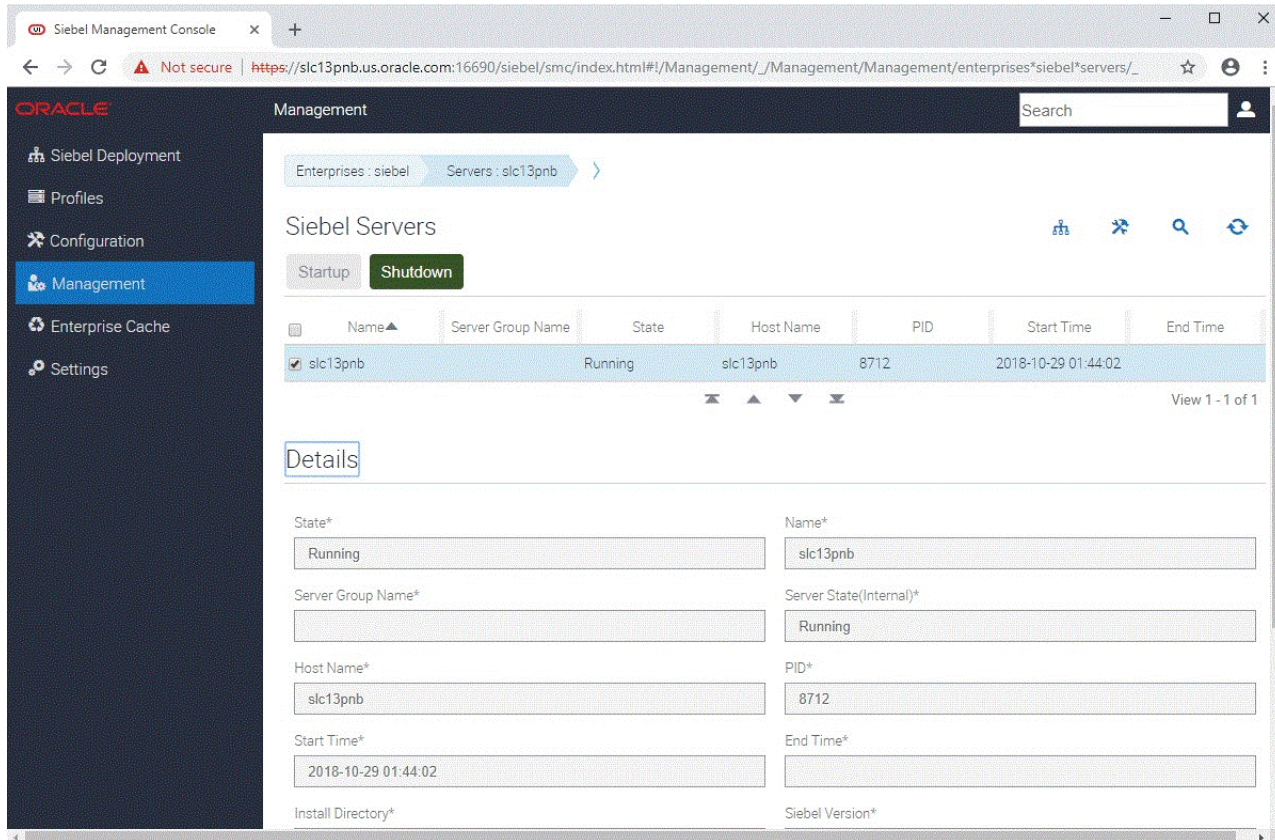 Siebel Management Console
Not secure | https://slc13pnb.us.oracle.com:16690/siebel/smc/index.html#!/Management/_/Management/Management/enterprises*siebel*servers/_
ORACLE
Management
Search
Siebel Deployment
Profiles
Configuration
Management
Enterprise Cache
Settings
Enterprises : siebel
Servers : slc13pnb
Siebel Servers
Startup
Shutdown
Name Server Group Name State Host Name PID Start Time End Time
slc13pnb Running slc13pnb 8712 2018-10-29 01:44:02
View 1 - 1 of 1
Details
State* Name*
Running slc13pnb
Server Group Name* Server State(Internal)*
Running
Host Name* PID*
slc13pnb 8712
Start Time* End Time*
2018-10-29 01:44:02
Install Directory* Siebel Version*